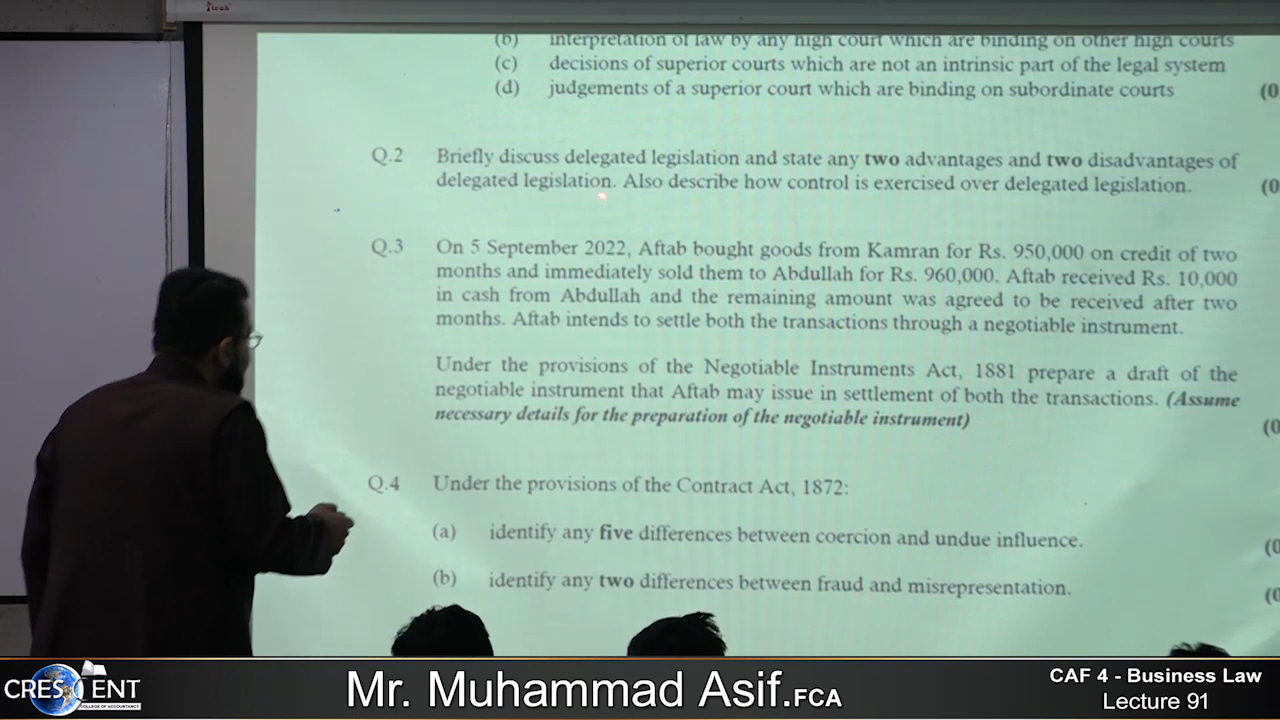 (b) interpretation of law by any high court which are binding on other high courts
(c) decisions of superior courts which are not an intrinsic part of the legal system
(d) judgements of a superior court which are binding on subordinate courts (0
Q.2 Briefly discuss delegated legislation and state any two advantages and two disadvantages of
delegated legislation. Also describe how control is exercised over delegated legislation. (0
Q.3 On 5 September 2022, Aftab bought goods from Kamran for Rs. 950,000 on credit of two
months and immediately sold them to Abdullah for Rs. 960,000. Aftab received Rs. 10,000
in cash from Abdullah and the remaining amount was agreed to be received after two
months. Aftab intends to settle both the transactions through a negotiable instrument.
Under the provisions of the Negotiable Instruments Act, 1881 prepare a draft of the
negotiable instrument that Aftab may issue in settlement of both the transactions. (Assume
necessary details for the preparation of the negotiable instrument) (0
Q.4 Under the provisions of the Contract Act, 1872:
(a) identify any five differences between coercion and undue influence. (0
(b) identify any two differences between fraud and misrepresentation. (0
CRESCENT
COLLEGE OF ACCOUNTANCY
Mr. Muhammad Asif.FCA
CAF 4 - Business Law
Lecture 91